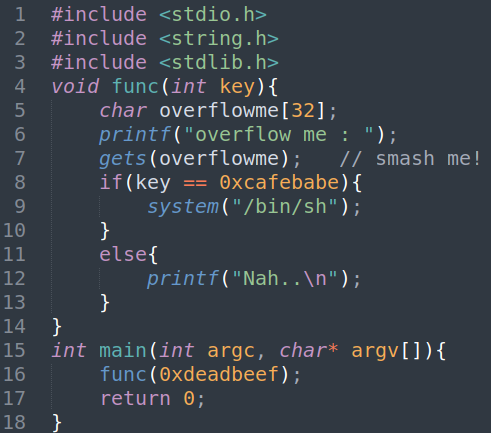 1 #include <stdio.h>
2 #include <string.h>
3 #include <stdlib.h>
4 void func(int key){
5     char overflowme[32];
6     printf("overflow me : ");
7     gets(overflowme);   // smash me!
8     if(key == 0xcafebabe){
9         system("/bin/sh");
10     }
11     else{
12         printf("Nah..\n");
13     }
14 }
15 int main(int argc, char* argv[]){
16     func(0xdeadbeef);
17     return 0;
18 }